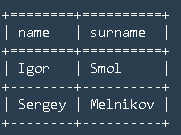 +========+==========+
| name   | surname  |
+========+==========+
| Igor   | Smol     |
+--------+----------+
| Sergey | Melnikov |
+--------+----------+